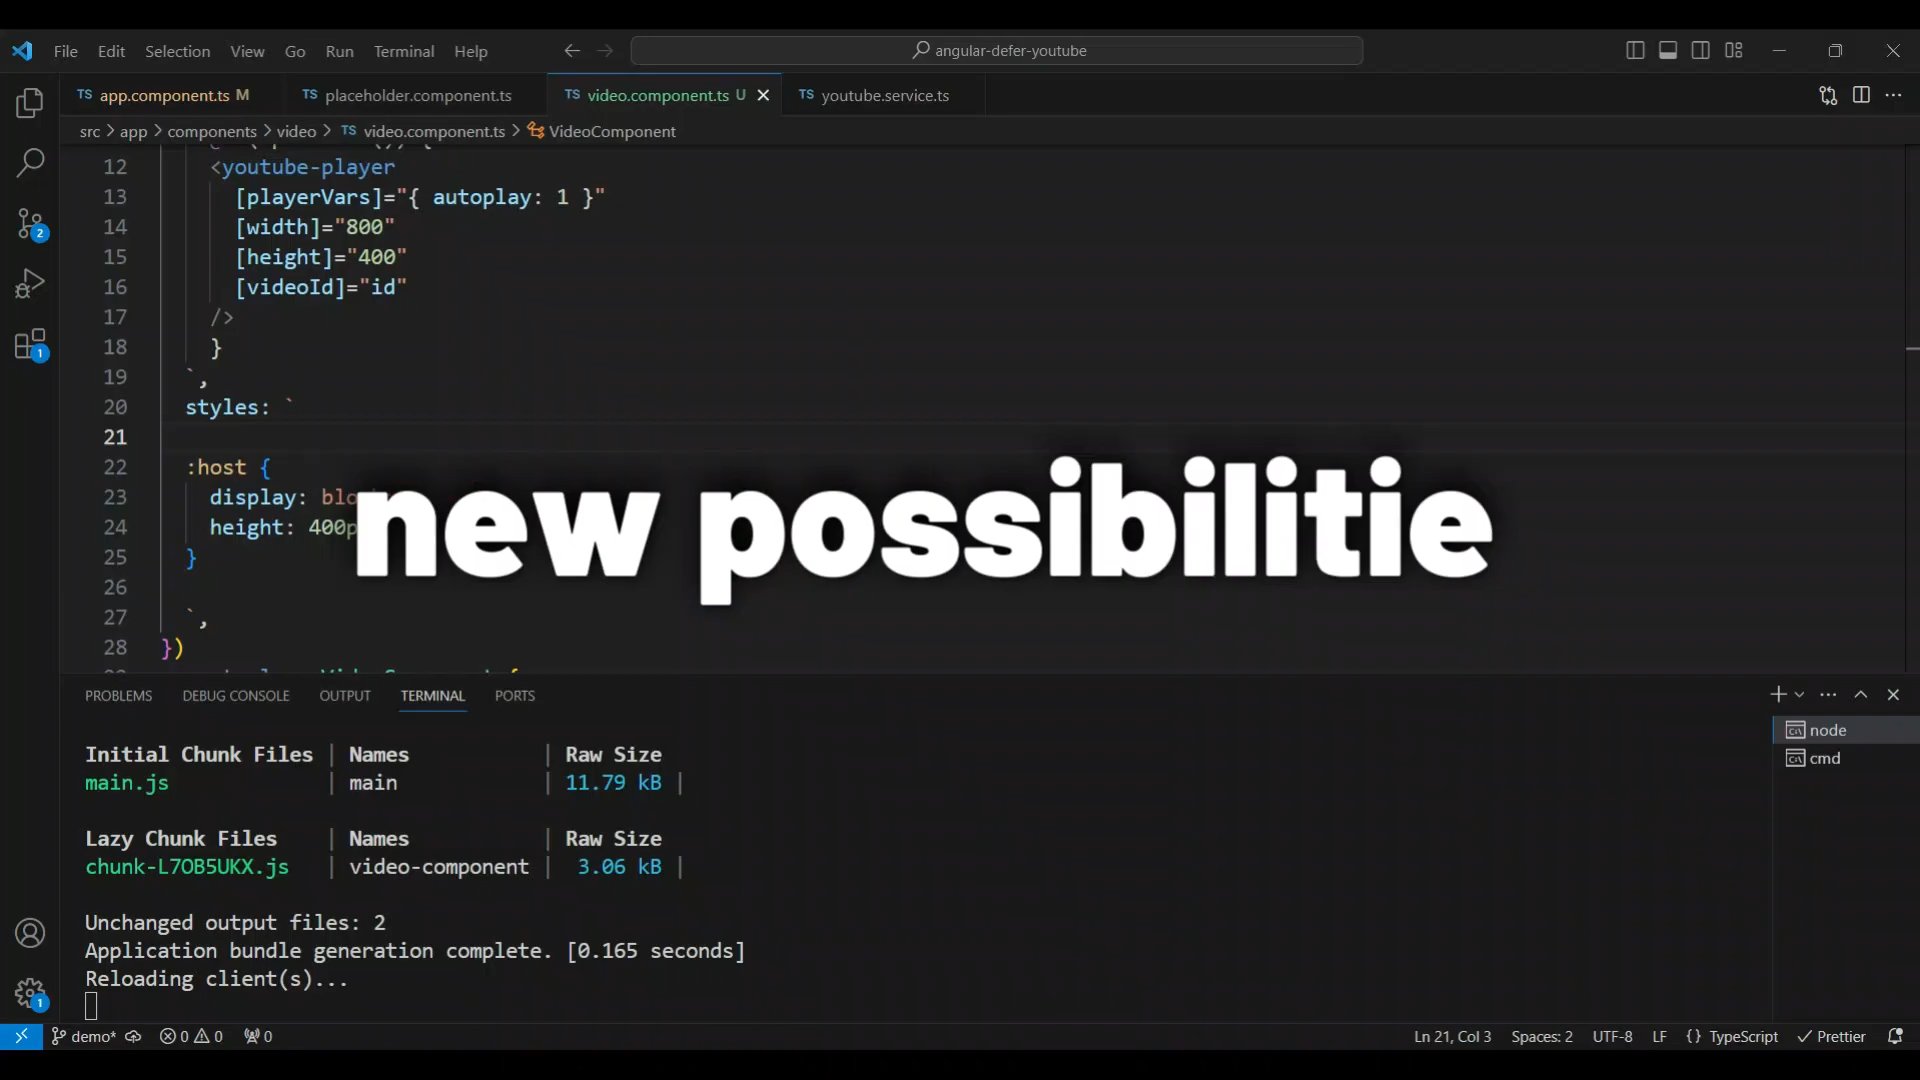 File Edit Selection View Go Run Terminal Help angular-defer-youtube
TS app.component.ts M TS placeholder.component.ts TS video.component.ts U TS youtube.service.ts
src > app > components > video > TS video.component.ts > VideoComponent
12 <youtube-player
13 [playerVars]="{ autoplay: 1 }"
14 [width]="800"
15 [height]="400"
16 [videoId]="id"
17 />
18 }
19 `,
20 styles: `
21
22 :host {
23 display: blo
24 height: 400p
new possibilitie
25 }
26
27 `,
28 })
PROBLEMS DEBUG CONSOLE OUTPUT TERMINAL PORTS
node
cmd
Initial Chunk Files | Names | Raw Size
main.js | main | 11.79 kB |
Lazy Chunk Files | Names | Raw Size
chunk-L7OB5UKX.js | video-component | 3.06 kB |
Unchanged output files: 2
Application bundle generation complete. [0.165 seconds]
Reloading client(s)...
2
1
1
demo* 0 0 0 Ln 21, Col 3 Spaces: 2 UTF-8 LF {} TypeScript Prettier